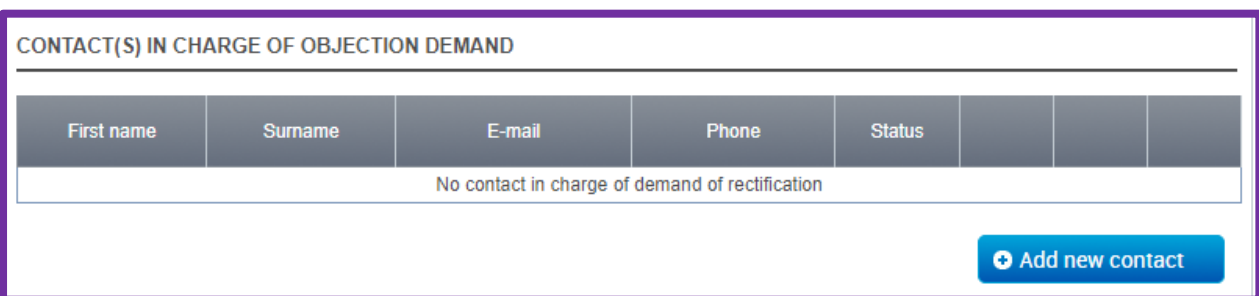 CONTACT(S) IN CHARGE OF OBJECTION DEMAND
First name Surname E-mail Phone Status
No contact in charge of demand of rectification
Add new contact